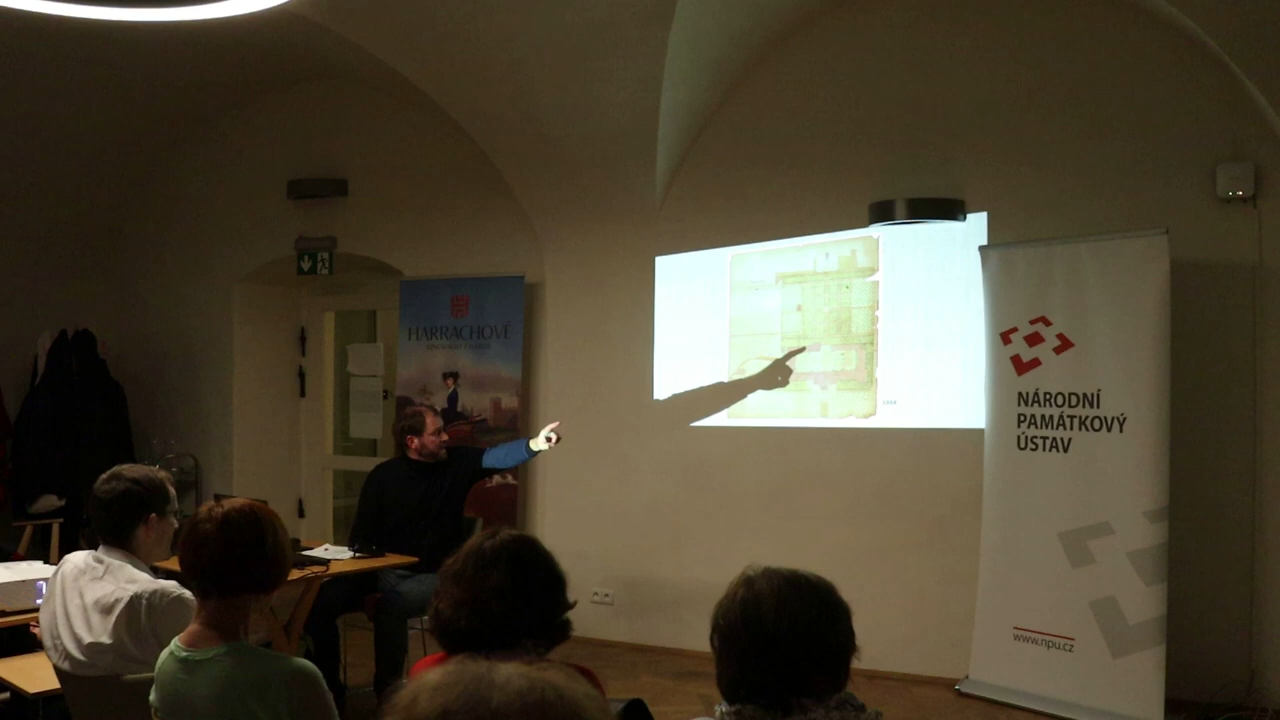 HARRACHOVÉ
NÁRODNÍ
PAMÁTKOVÝ
ÚSTAV
www.npu.cz